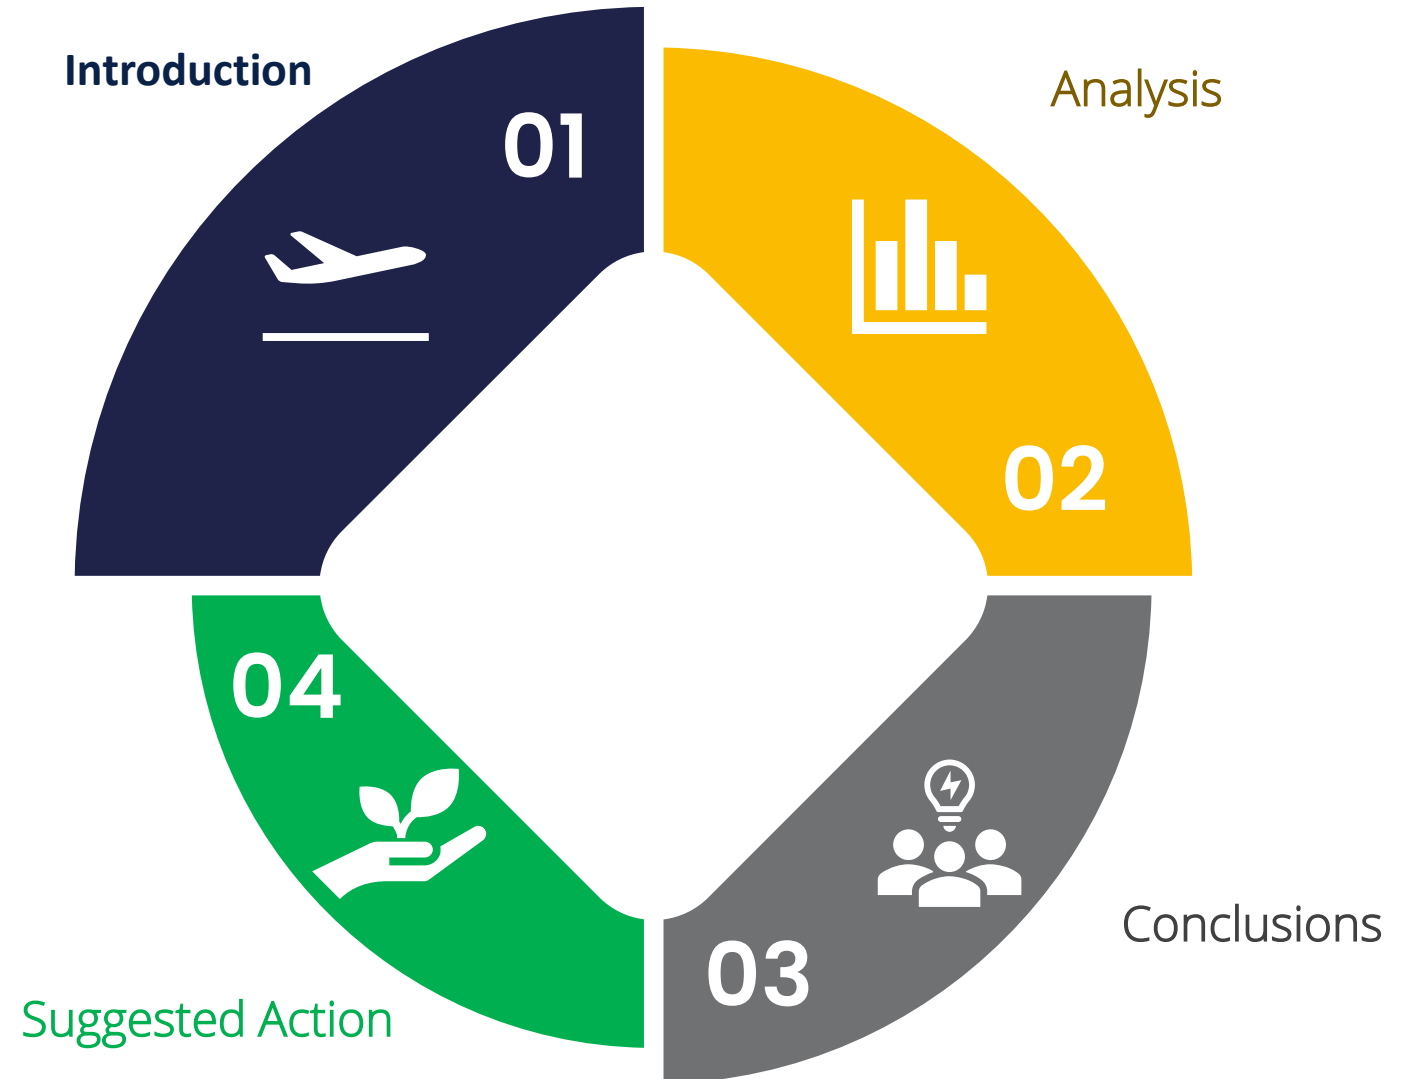 Introduction
01
Analysis
02
04
Suggested Action
03
Conclusions